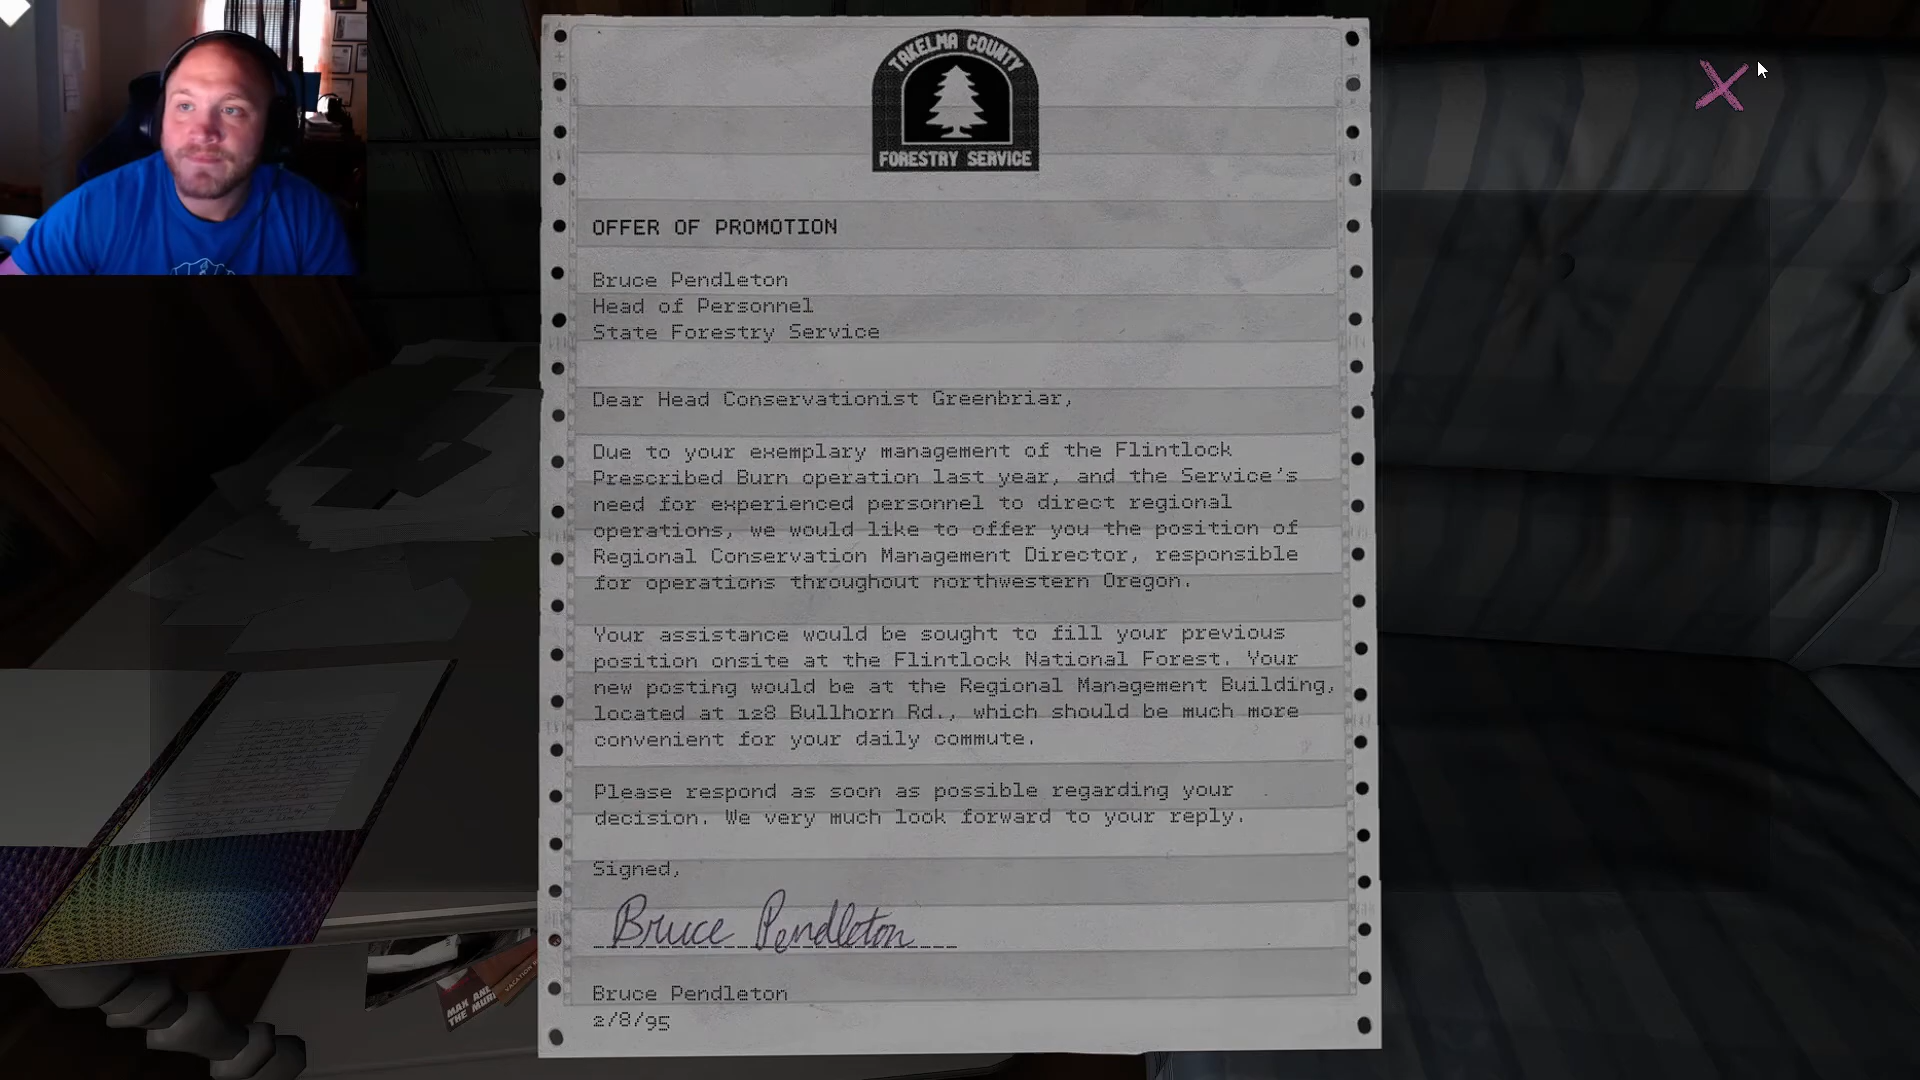 TAKELMA COUNTY
FORESTRY SERVICE
OFFER OF PROMOTION
Bruce Pendleton
Head of Personnel
State Forestry Service
Dear Head Conservationist Greenbriar,
Due to your exemplary management of the Flintlock
Prescribed Burn operation last year, and the Service's
need for experienced personnel to direct regional
operations, we would like to offer you the position of
Regional Conservation Management Director, responsible
for operations throughout northwestern Oregon.
Your assistance would be sought to fill your previous
position onsite at the Flintlock National Forest. Your
new posting would be at the Regional Management Building,
located at 128 Bullhorn Rd., which should be much more
convenient for your daily commute.
Please respond as soon as possible regarding your
decision. We very much look forward to your reply.
Signed,
Bruce Pendleton
Bruce Pendleton
2/8/95
MAX AND
THE MURI
VACATION